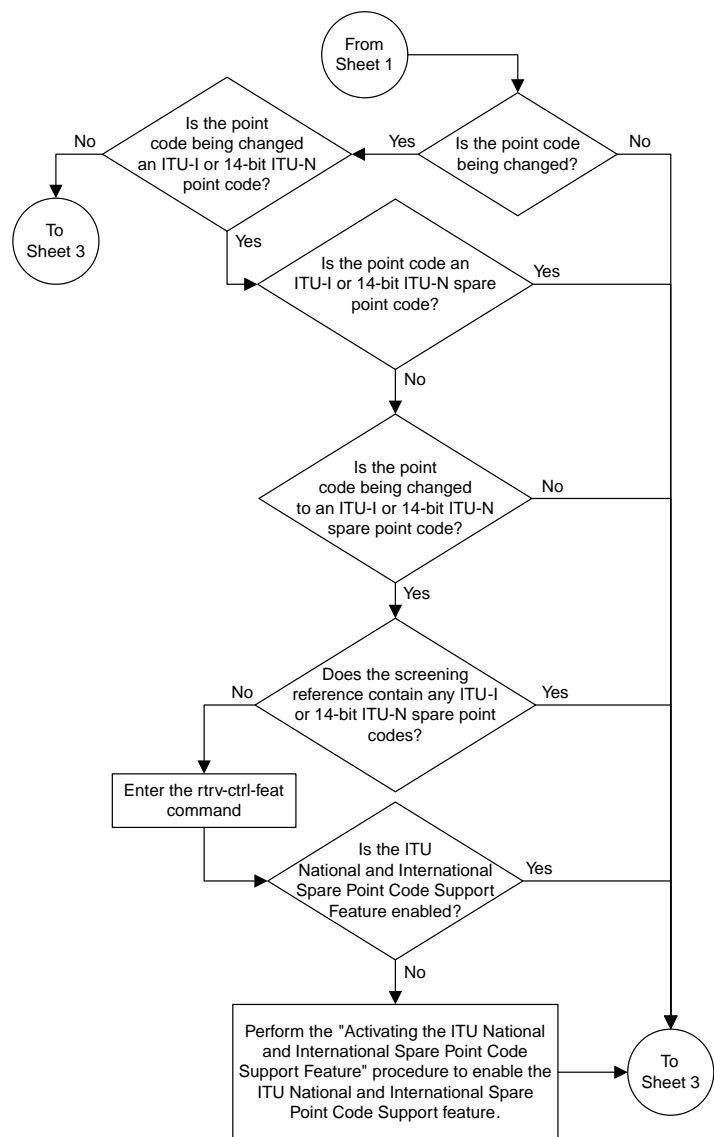 From
Sheet 1
Is the point code
being changed?
Yes
No
Is the point
code being changed
an ITU-I or 14-bit ITU-N
point code?
No
Yes
To
Sheet 3
Is the point code an
ITU-I or 14-bit ITU-N spare
point code?
Yes
No
Is the point
code being changed
to an ITU-I or 14-bit ITU-N
spare point code?
No
Yes
Does the screening
reference contain any ITU-I
or 14-bit ITU-N spare point
codes?
No
Yes
Enter the rtrv-ctrl-feat
command
Is the ITU
National and International
Spare Point Code Support
Feature enabled?
Yes
No
Perform the "Activating the ITU National
and International Spare Point Code
Support Feature" procedure to enable the
ITU National and International Spare
Point Code Support feature.
To
Sheet 3